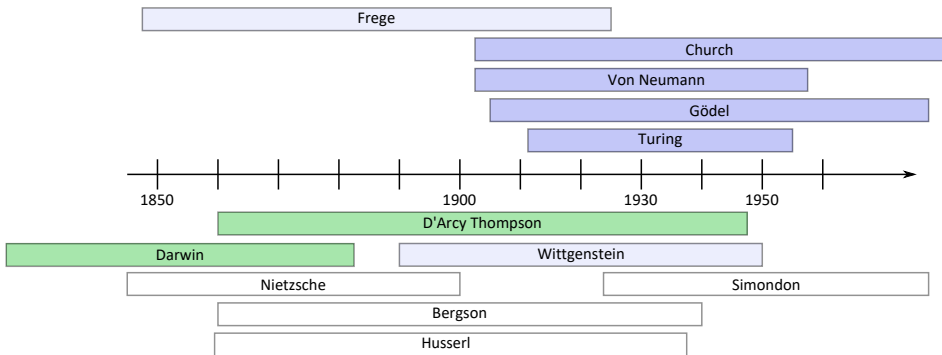 Frege
Church
Von Neumann
Gödel
Turing
1850 1900 1930 1950
D'Arcy Thompson
Darwin Wittgenstein
Nietzsche Simondon
Bergson
Husserl